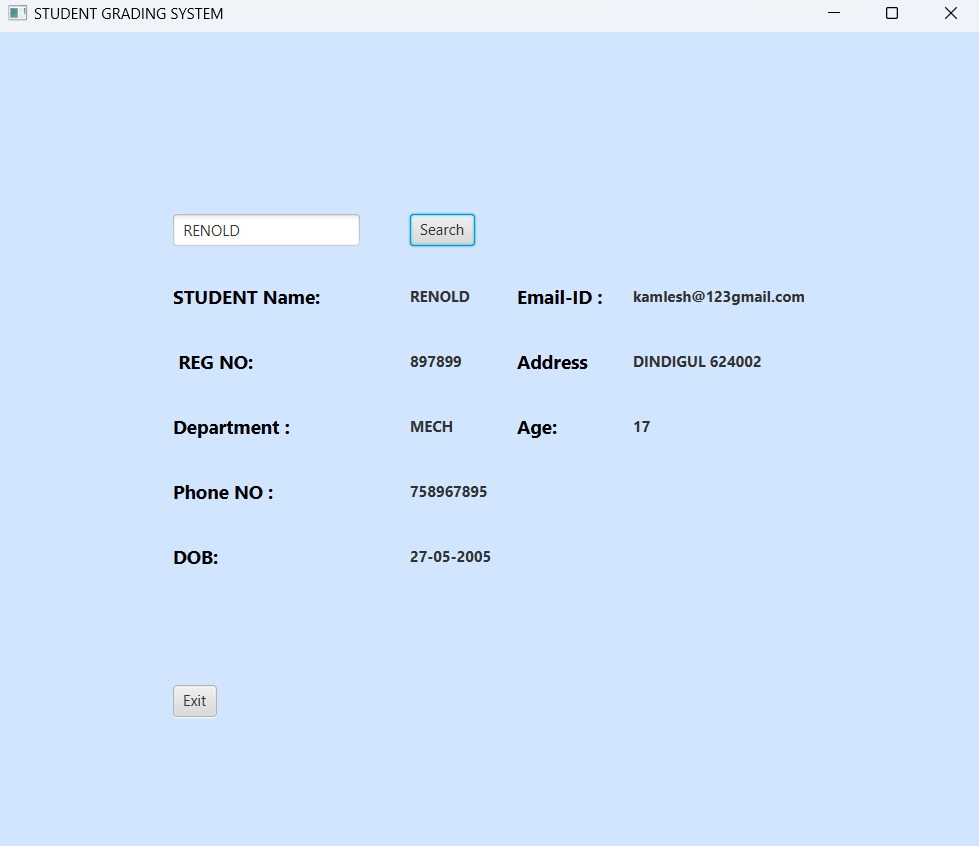 STUDENT GRADING SYSTEM
RENOLD Search
STUDENT Name: RENOLD Email-ID : kamlesh@123gmail.com
REG NO: 897899 Address DINDIGUL 624002
Department : MECH Age: 17
Phone NO : 758967895
DOB: 27-05-2005
Exit